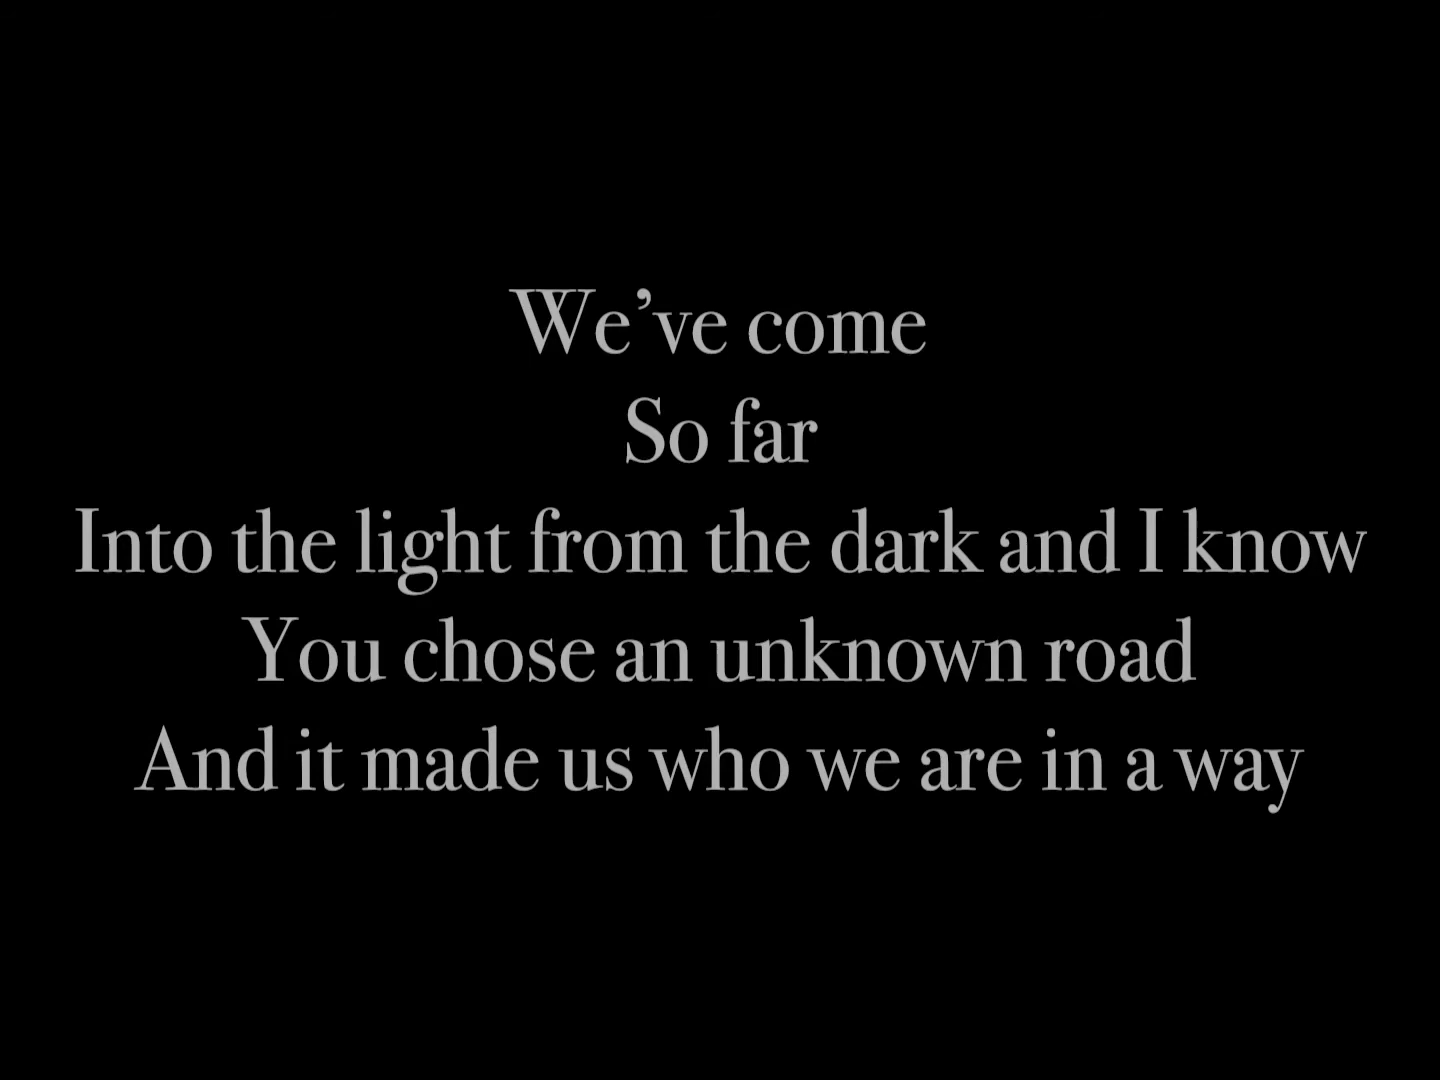 We’ve come
So far
Into the light from the dark and I know
You chose an unknown road
And it made us who we are in a way